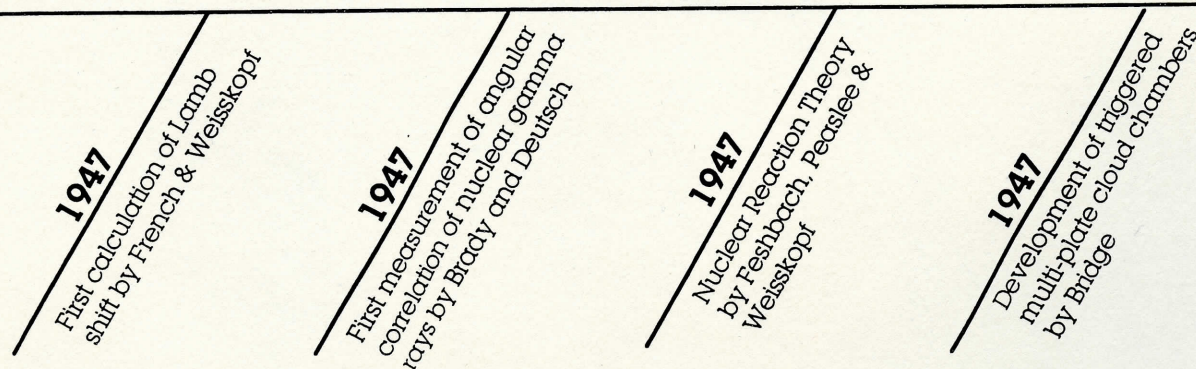 1947
First calculation of Lamb
shift by French & Weisskopf
1947
First measurement of angular
correlation of nuclear gamma
rays by Brady and Deutsch
1947
Nuclear Reaction Theory
by Feshbach, Peaslee &
Weisskopf
1947
Development of triggered
multi-plate cloud chambers
by Bridge